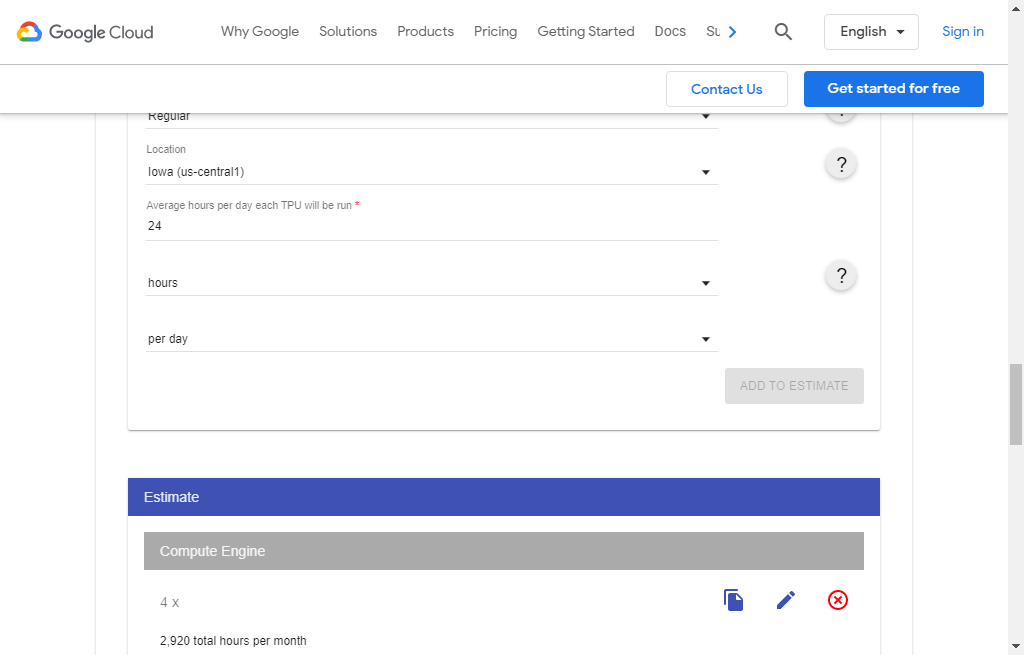 Google Cloud
Why Google Solutions Products Pricing Getting Started Docs Su
English
Sign in
Contact Us
Get started for free
Regular
?
Location
Iowa (us-central1)
?
Average hours per day each TPU will be run *
24
hours
?
per day
ADD TO ESTIMATE
Estimate
Compute Engine
4 x
2,920 total hours per month